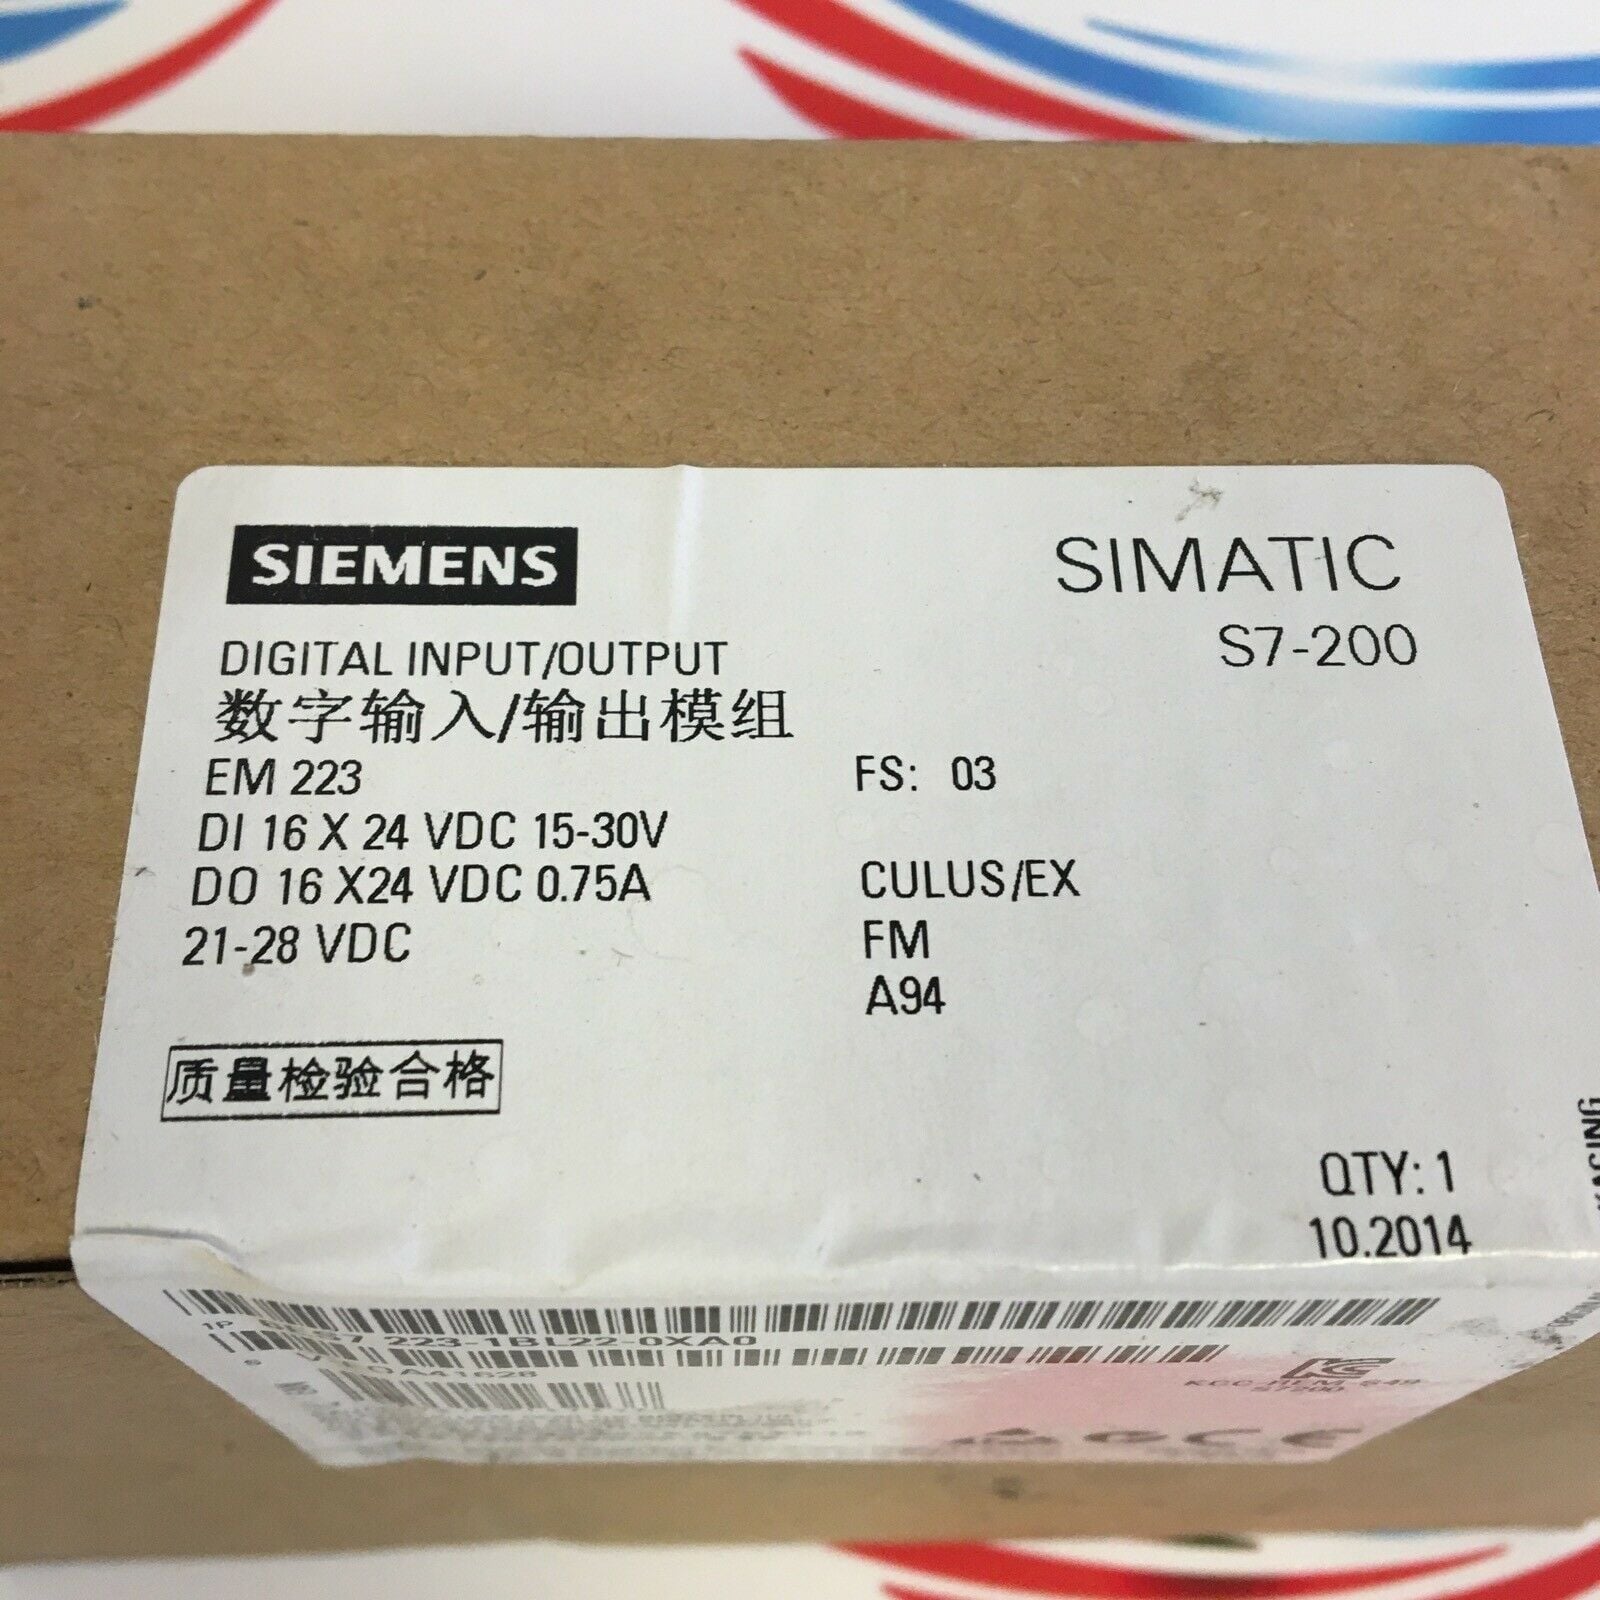 SIEMENS
SIMATIC
S7-200
DIGITAL INPUT/OUTPUT
数字输入/输出模组
EM 223
FS: 03
DI 16 X 24 VDC 15-30V
DO 16 X24 VDC 0.75A
CULUS/EX
21-28 VDC
FM
A94
质量检验合格
QTY: 1
10.2014
1P
223-1BL22-0XA0
S7200